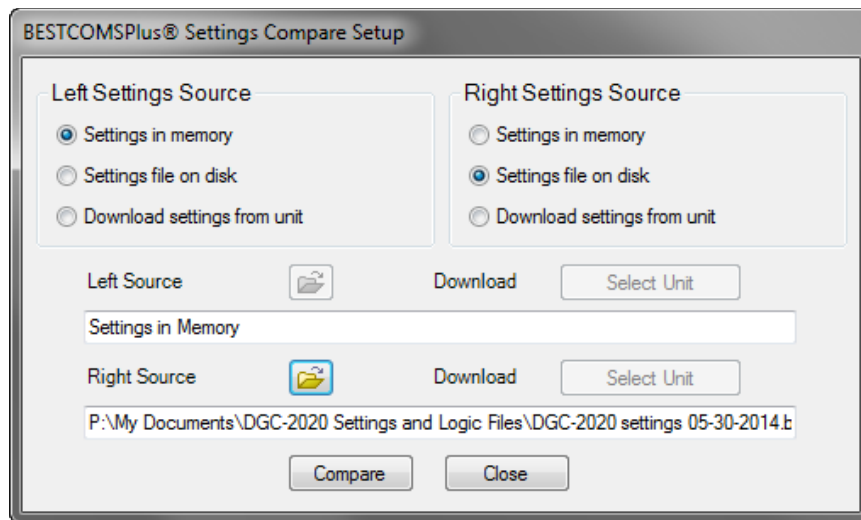 BESTCOMSPlus® Settings Compare Setup
Left Settings Source
Settings in memory
Settings file on disk
Download settings from unit
Right Settings Source
Settings in memory
Settings file on disk
Download settings from unit
Left Source Download Select Unit
Settings in Memory
Right Source Download Select Unit
P:\My Documents\DGC-2020 Settings and Logic Files\DGC-2020 settings 05-30-2014.b
Compare Close